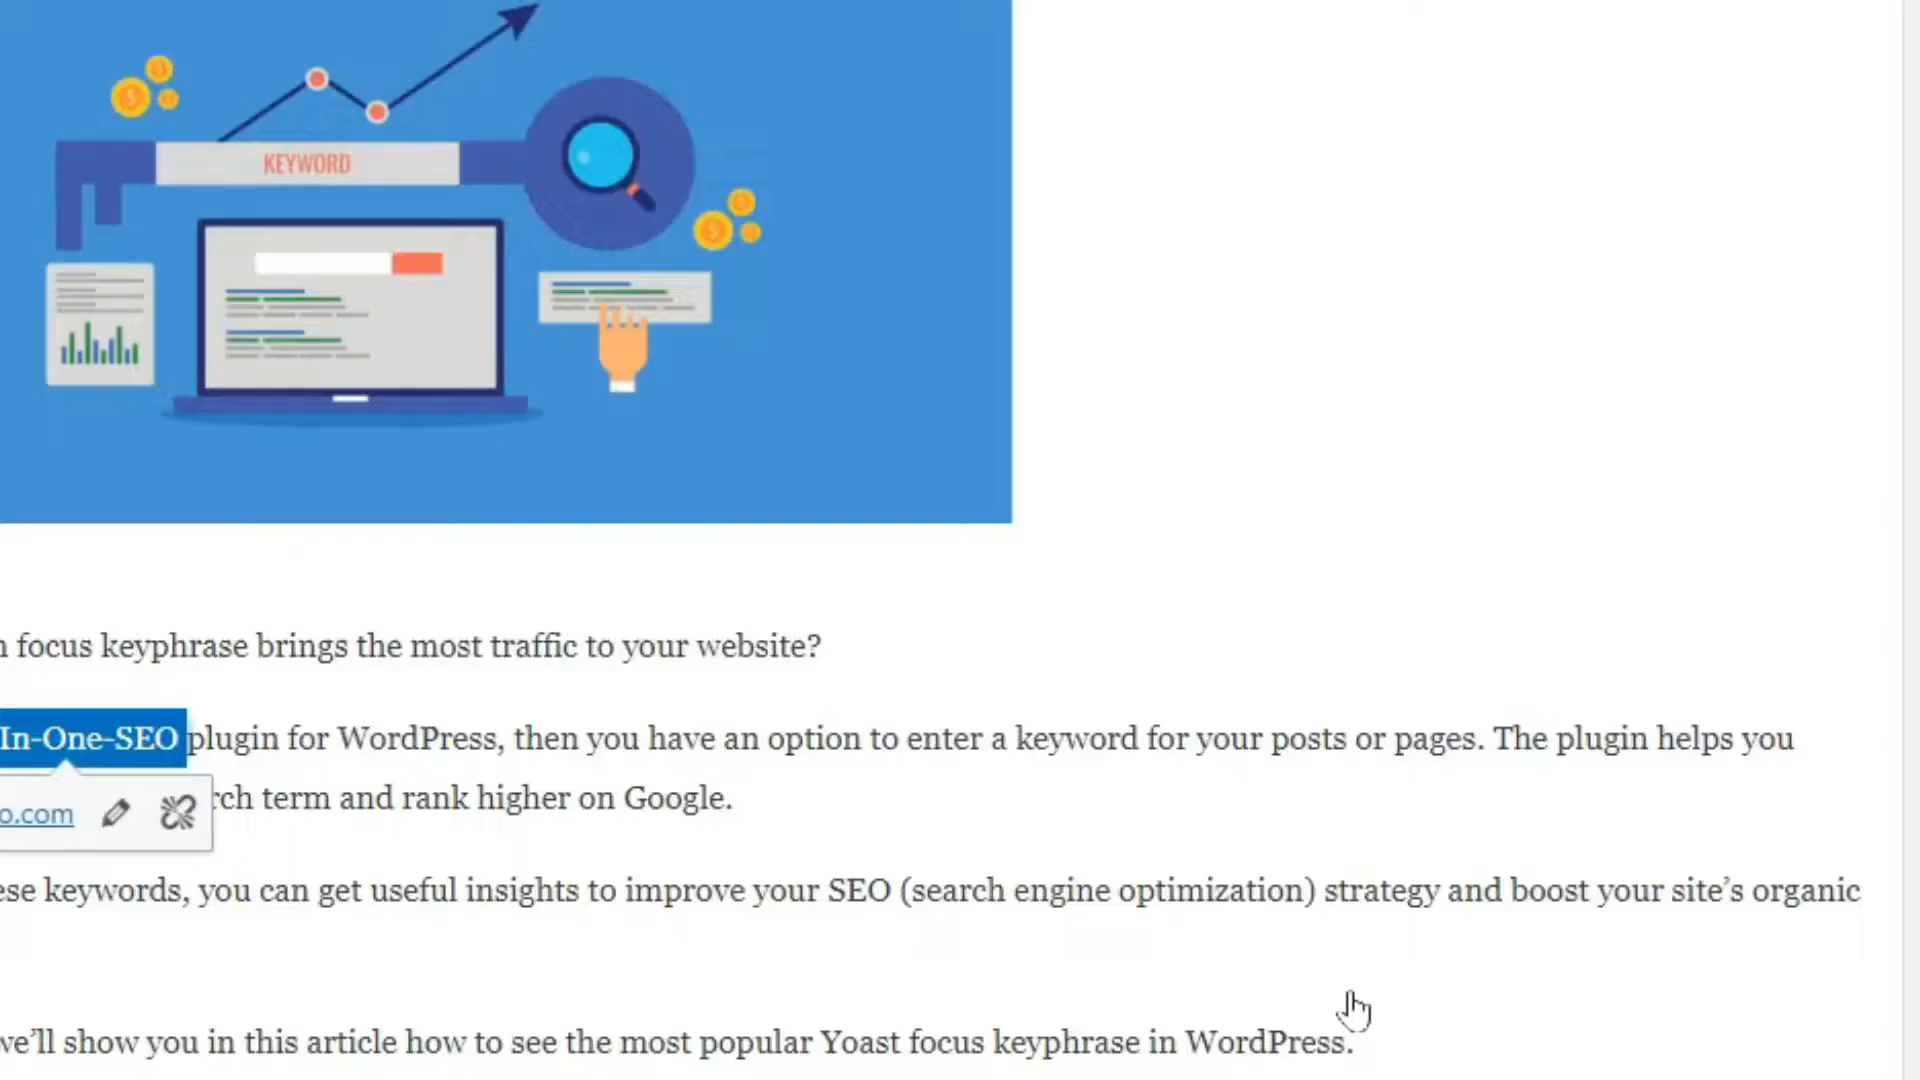 KEYWORD
focus keyphrase brings the most traffic to your website?
In-One-SEO plugin for WordPress, then you have an option to enter a keyword for your posts or pages. The plugin helps you
o.com rch term and rank higher on Google.
ese keywords, you can get useful insights to improve your SEO (search engine optimization) strategy and boost your site’s organic
we’ll show you in this article how to see the most popular Yoast focus keyphrase in WordPress.